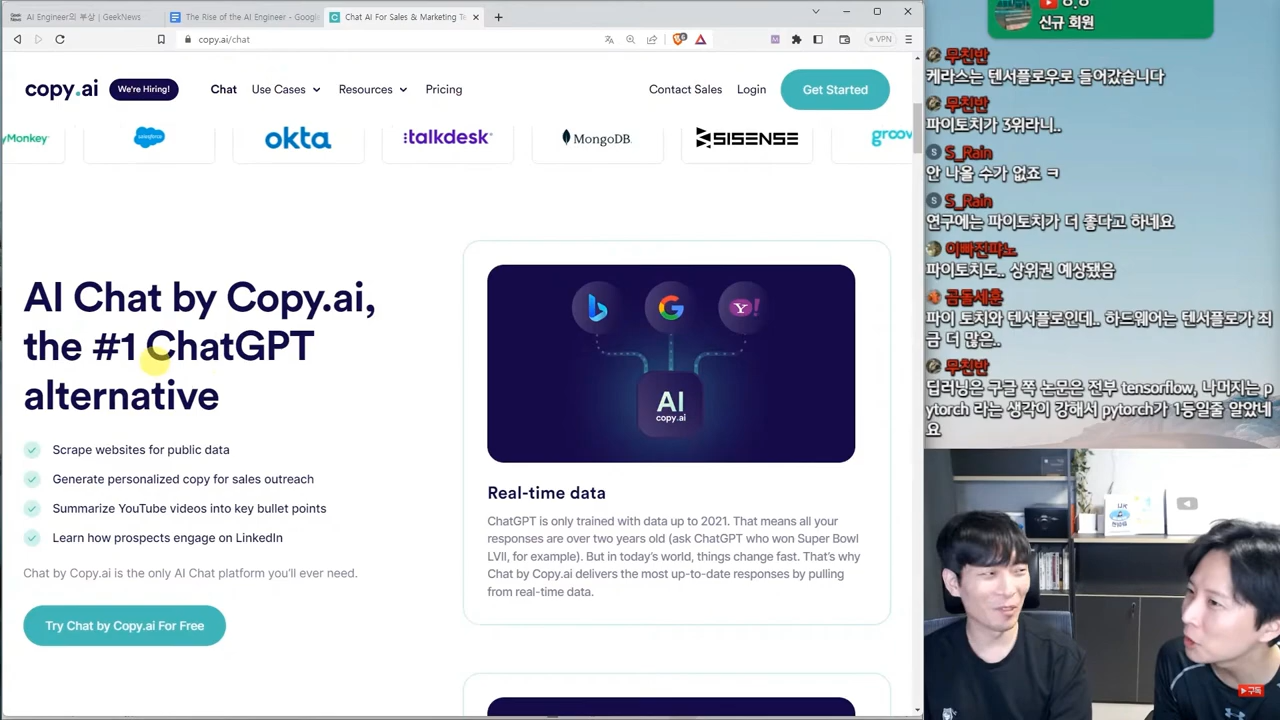 AI Engineer의 부상 | GeekNews
The Rise of the AI Engineer - Googl
Chat AI For Sales & Marketing Te
copy.ai/chat
VPN
copy.ai
We're Hiring!
Chat
Use Cases
Resources
Pricing
Contact Sales
Login
Get Started
yMonkey
salesforce
okta
:talkdesk
MongoDB
SISENSE
groov
AI Chat by Copy.ai,
the #1 ChatGPT
alternative
Scrape websites for public data
Generate personalized copy for sales outreach
Summarize YouTube videos into key bullet points
Learn how prospects engage on LinkedIn
Chat by Copy.ai is the only AI Chat platform you'll ever need.
Try Chat by Copy.ai For Free
AI
copy.ai
Real-time data
ChatGPT is only trained with data up to 2021. That means all your
responses are over two years old (ask ChatGPT who won Super Bowl
LVII, for example). But in today's world, things change fast. That's why
Chat by Copy.ai delivers the most up-to-date responses by pulling
from real-time data.
신규 회원
무친반
케라스는 텐서플로우로 들어갔습니다
무친반
파이토치가 3위라니..
S_Rain
안 나올 수가 없죠 ㅋ
S_Rain
연구에는 파이토치가 더 좋다고 하네요
이빠진파노
파이토치도.. 상위권 예상됐음
곰돌세훈
파이 토치와 텐서플로인데.. 하드웨어는 텐서플로가 죄
금 더 많은..
무친반
딥러닝은 구글 쪽 논문은 전부 tensorflow, 나머지는 p
ytorch 라는 생각이 강해서 pytorch가 1등일줄 알았네
요
구독